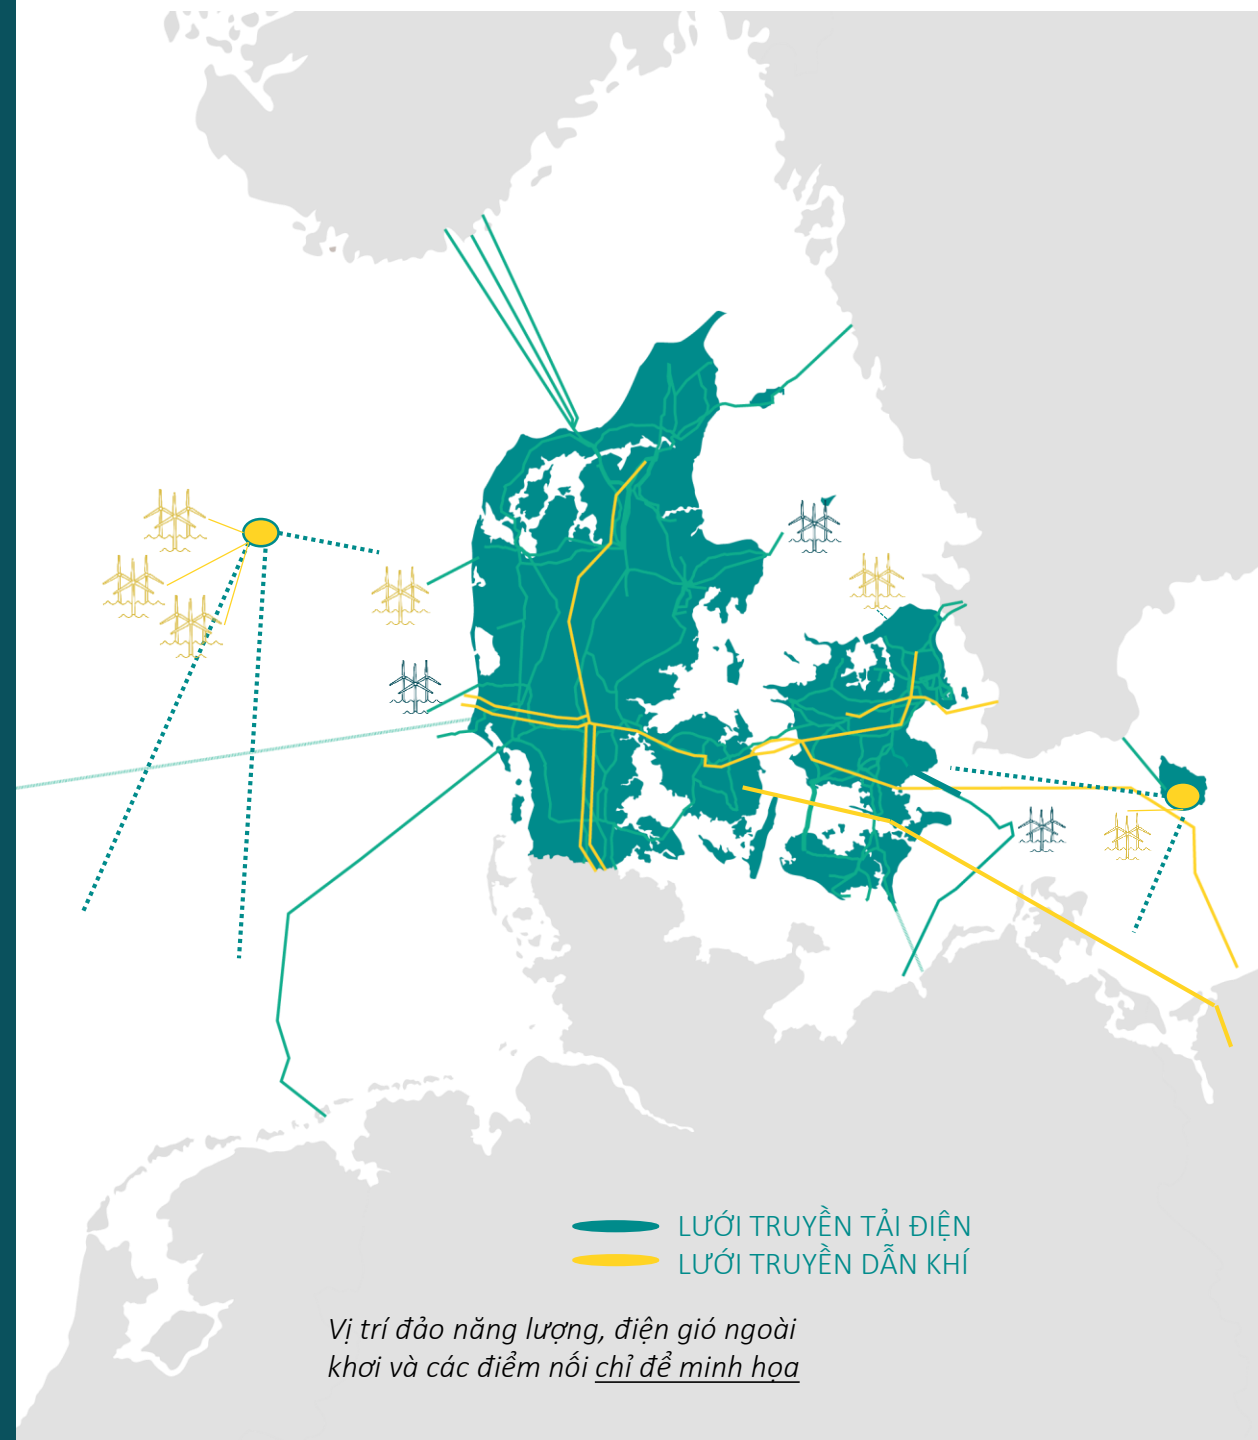 LƯỚI TRUYỀN TẢI ĐIỆN
LƯỚI TRUYỀN DẪN KHÍ
Vị trí đảo năng lượng, điện gió ngoài
khơi và các điểm nối chỉ để minh họa